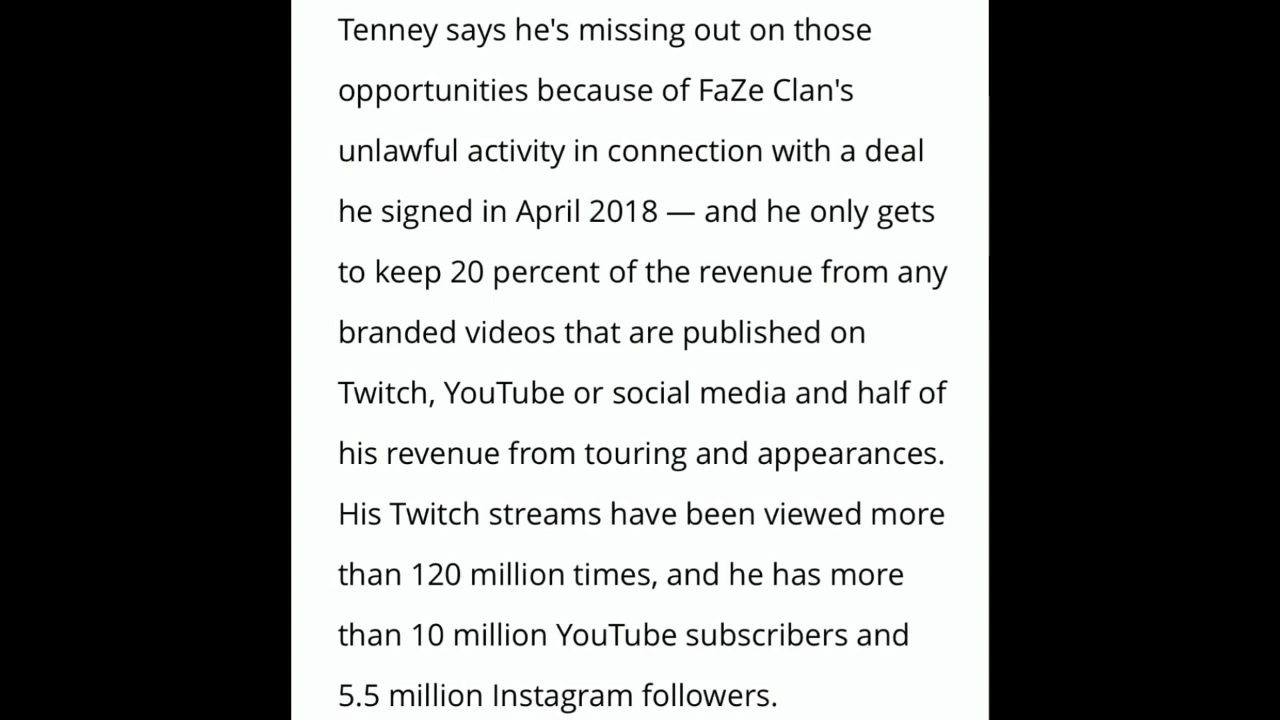 Tenney says he's missing out on those
opportunities because of FaZe Clan's
unlawful activity in connection with a deal
he signed in April 2018 — and he only gets
to keep 20 percent of the revenue from any
branded videos that are published on
Twitch, YouTube or social media and half of
his revenue from touring and appearances.
His Twitch streams have been viewed more
than 120 million times, and he has more
than 10 million YouTube subscribers and
5.5 million Instagram followers.